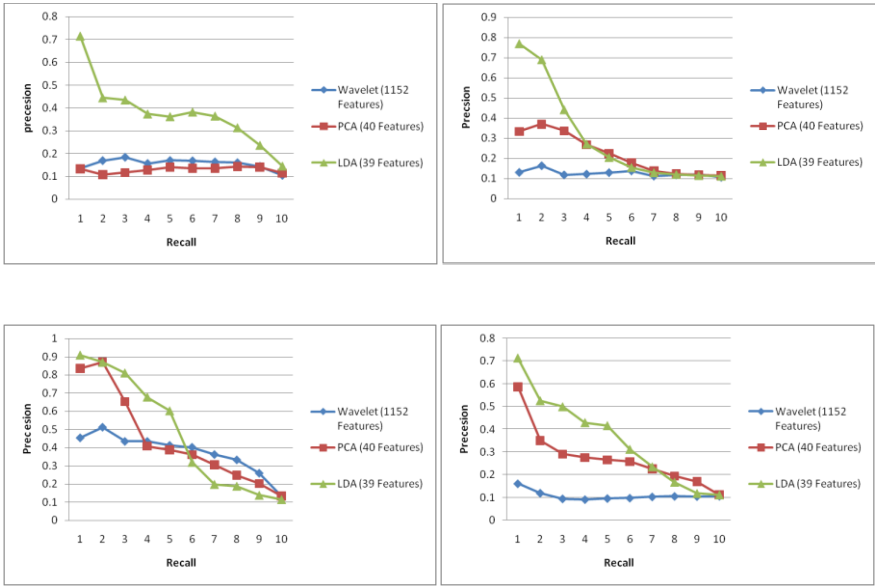 0.8
0.7
0.6
0.5
0.4
0.3
0.2
0.1
0
precesion
1 2 3 4 5 6 7 8 9 10
Recall
Wavelet (1152
Features)
PCA (40 Features)
LDA (39 Features)
0.9
0.8
0.7
0.6
0.5
0.4
0.3
0.2
0.1
0
Precsion
1 2 3 4 5 6 7 8 9 10
Recall
Wavelet (1152
Features)
PCA (40 Features)
LDA (39 Features)
1
0.9
0.8
0.7
0.6
0.5
0.4
0.3
0.2
0.1
0
Precesion
1 2 3 4 5 6 7 8 9 10
Recall
Wavelet (1152
Features)
PCA (40 Features)
LDA (39 Features)
0.8
0.7
0.6
0.5
0.4
0.3
0.2
0.1
0
Precesion
1 2 3 4 5 6 7 8 9 10
Recall
Wavelet (1152
Features)
PCA (40 Features)
LDA (39 Features)